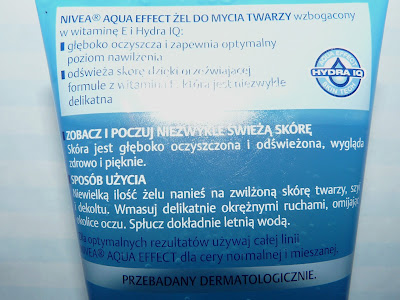 NIVEA® AQUA EFFECT ŻEL DO MYCIA TWARZY wzbogacony
w witaminę E i Hydra IQ:
głęboko oczyszcza i zapewnia optymalny
poziom nawilżenia
odświeża skórę dzięki orzeźwiającej
formule z witaminą E, która jest niezwykle
delikatna
HYDRA IQ
ZOBACZ I POCZUJ NIEZWYKLE ŚWIEŻĄ SKÓRĘ
Skóra jest głęboko oczyszczona i odświeżona, wygląda
zdrowo i pięknie.
SPOSÓB UŻYCIA
Niewielką ilość żelu nanieś na zwilżoną skórę twarzy, szyi
i dekoltu. Wmasuj delikatnie okrężnymi ruchami, omijając
okolice oczu. Spłucz dokładnie letnią wodą.
optymalnych rezultatów używaj całej linii
NIVEA® AQUA EFFECT dla cery normalnej i mieszanej.
PRZEBADANY DERMATOLOGICZNIE.